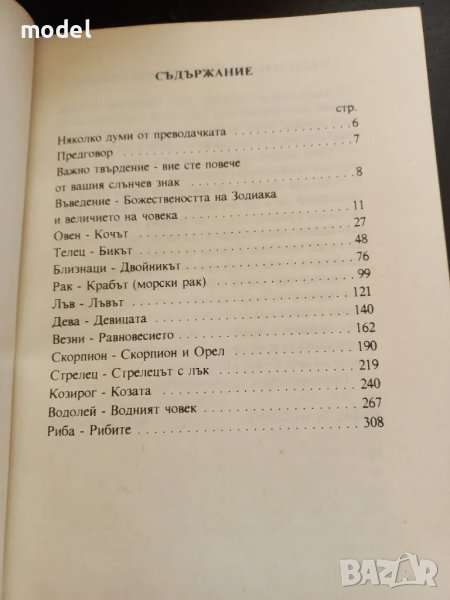 model
СЪДЪРЖАНИЕ
стр.
Няколко думи от преводачката . . . . . . . . . . . . . . . 6
Предговор . . . . . . . . . . . . . . . . . . . . . . . . . . . . . 7
Важно твърдение - вие сте повече
от вашия слънчев знак . . . . . . . . . . . . . . . . . . . . 8
Въведение - Божествеността на Зодиака
и величието на човека . . . . . . . . . . . . . . . . . . . . 11
Овен - Кочът . . . . . . . . . . . . . . . . . . . . . . . . . . . 27
Телец - Бикът . . . . . . . . . . . . . . . . . . . . . . . . . . 48
Близнаци - Двойникът . . . . . . . . . . . . . . . . . . . . 76
Рак - Крабът (морски рак) . . . . . . . . . . . . . . . . . 99
Лъв - Лъвът . . . . . . . . . . . . . . . . . . . . . . . . . . . 121
Дева - Девицата . . . . . . . . . . . . . . . . . . . . . . . . 140
Везни - Равновесието . . . . . . . . . . . . . . . . . . . . 162
Скорпион - Скорпион и Орел . . . . . . . . . . . . . . . 190
Стрелец - Стрелецът с лък . . . . . . . . . . . . . . . . . 219
Козирог - Козата . . . . . . . . . . . . . . . . . . . . . . . . 240
Водолей - Водният човек . . . . . . . . . . . . . . . . . . 267
Риба - Рибите . . . . . . . . . . . . . . . . . . . . . . . . . . 308
BAZAR